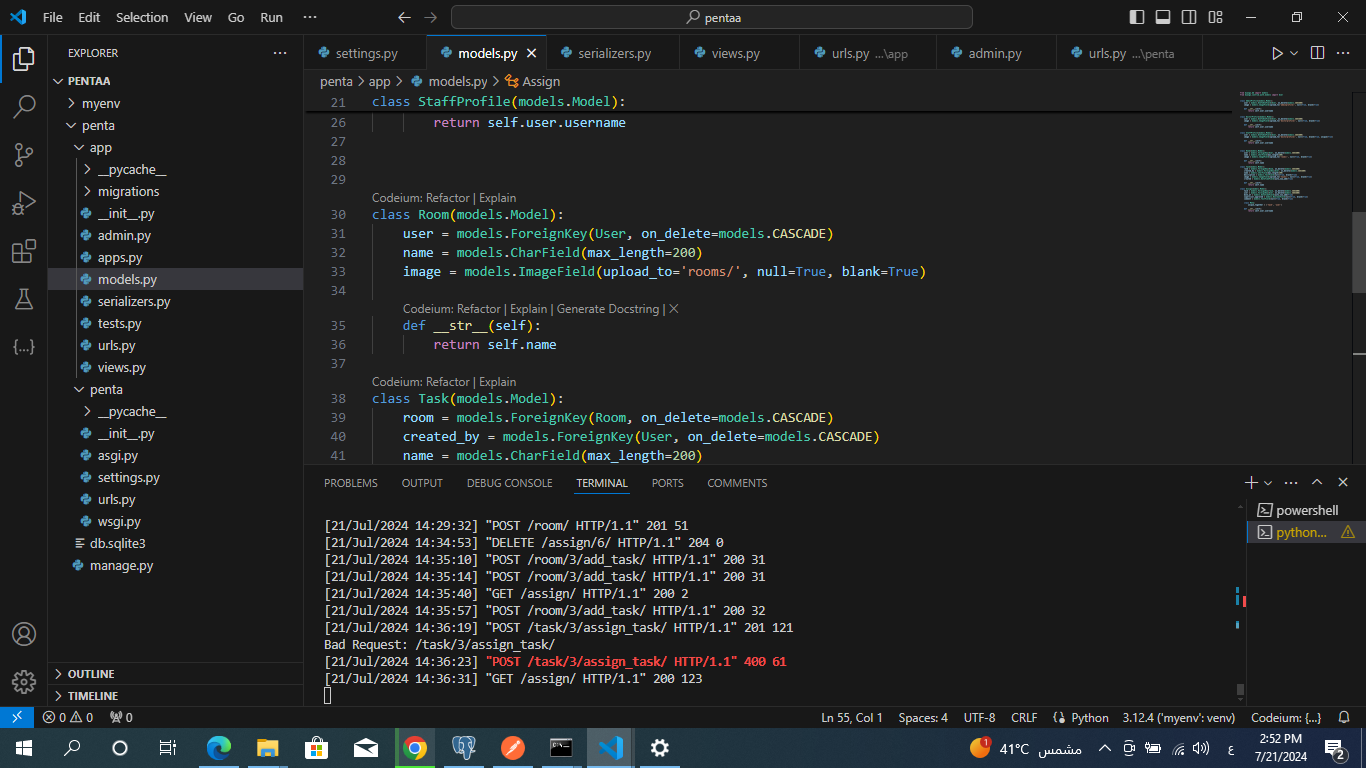 File Edit Selection View Go Run ··· pentaa
EXPLORER ···
PENTAA
myenv
penta
app
__pycache__
migrations
__init__.py
admin.py
apps.py
models.py
serializers.py
tests.py
urls.py
views.py
penta
__pycache__
__init__.py
asgi.py
settings.py
urls.py
wsgi.py
db.sqlite3
manage.py
OUTLINE
TIMELINE
settings.py models.py serializers.py views.py urls.py ...\app admin.py urls.py ...\penta
penta > app > models.py > Assign
21 class StaffProfile(models.Model):
26 return self.user.username
27
28
29
Codeium: Refactor | Explain
30 class Room(models.Model):
31 user = models.ForeignKey(User, on_delete=models.CASCADE)
32 name = models.CharField(max_length=200)
33 image = models.ImageField(upload_to='rooms/', null=True, blank=True)
34
Codeium: Refactor | Explain | Generate Docstring | ✕
35 def __str__(self):
36 return self.name
37
Codeium: Refactor | Explain
38 class Task(models.Model):
39 room = models.ForeignKey(Room, on_delete=models.CASCADE)
40 created_by = models.ForeignKey(User, on_delete=models.CASCADE)
41 name = models.CharField(max_length=200)
PROBLEMS OUTPUT DEBUG CONSOLE TERMINAL PORTS COMMENTS
[21/Jul/2024 14:29:32] "POST /room/ HTTP/1.1" 201 51
[21/Jul/2024 14:34:53] "DELETE /assign/6/ HTTP/1.1" 204 0
[21/Jul/2024 14:35:10] "POST /room/3/add_task/ HTTP/1.1" 200 31
[21/Jul/2024 14:35:14] "POST /room/3/add_task/ HTTP/1.1" 200 31
[21/Jul/2024 14:35:40] "GET /assign/ HTTP/1.1" 200 2
[21/Jul/2024 14:35:57] "POST /room/3/add_task/ HTTP/1.1" 200 32
[21/Jul/2024 14:36:19] "POST /task/3/assign_task/ HTTP/1.1" 201 121
Bad Request: /task/3/assign_task/
[21/Jul/2024 14:36:23] "POST /task/3/assign_task/ HTTP/1.1" 400 61
[21/Jul/2024 14:36:31] "GET /assign/ HTTP/1.1" 200 123
powershell
python...
0 0 0 Ln 55, Col 1 Spaces: 4 UTF-8 CRLF Python 3.12.4 ('myenv': venv) Codeium: {...}
1 41°C مشمس ع 2:52 PM
7/21/2024 2